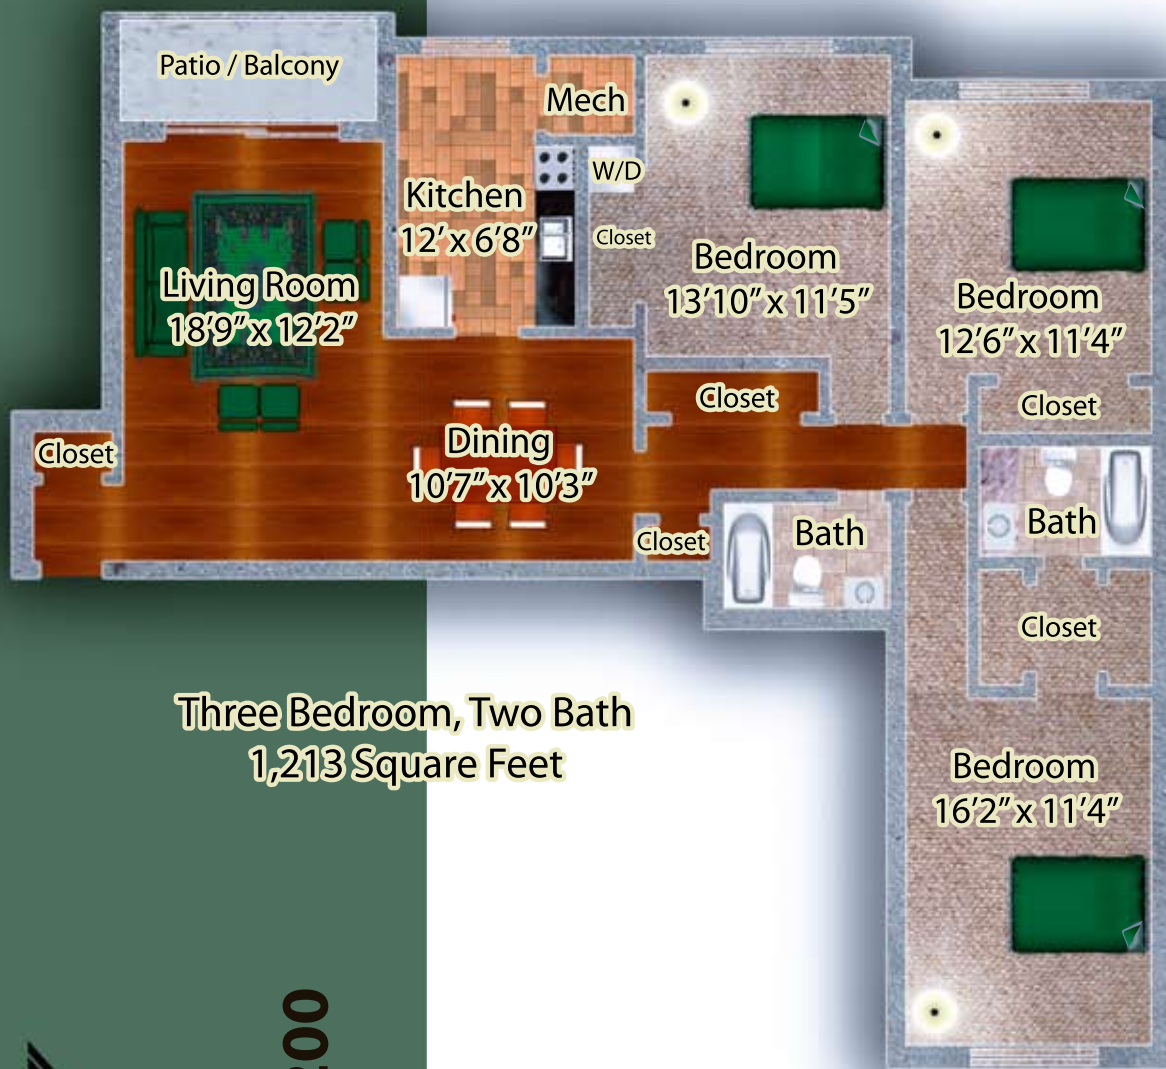 Patio / Balcony
Mech
W/D
Kitchen
12’ x 6’8”
Closet
Bedroom
13’10” x 11’5”
Bedroom
12’6” x 11’4”
Living Room
18’9” x 12’2”
Closet
Closet
Closet
Dining
10’7” x 10’3”
Closet
Bath
Bath
Closet
Three Bedroom, Two Bath
1,213 Square Feet
Bedroom
16’2” x 11’4”